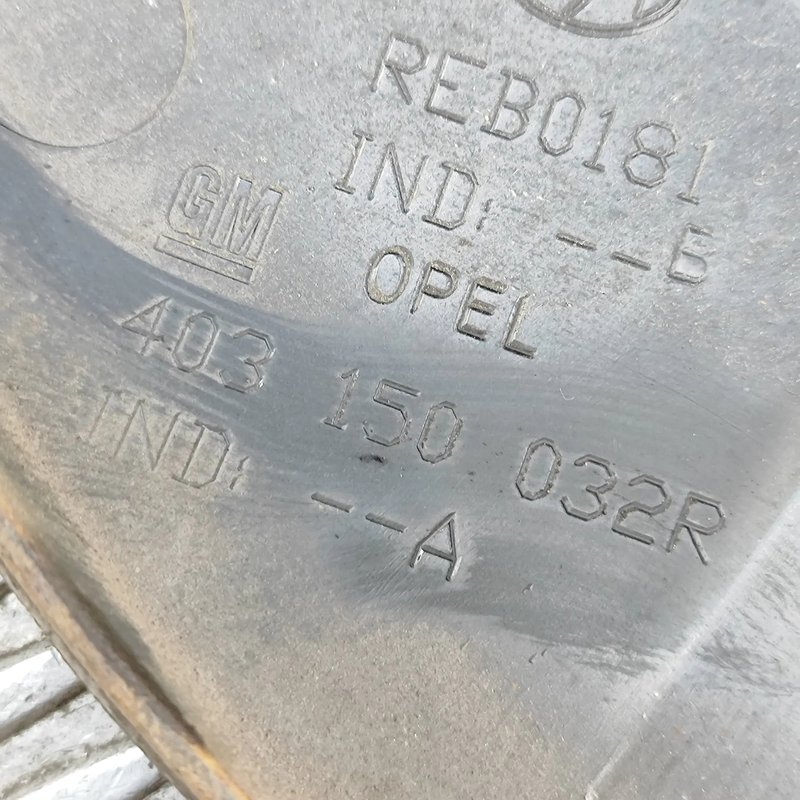 REB0181
IND: --B
GM
OPEL
403 150 032R
IND: --A